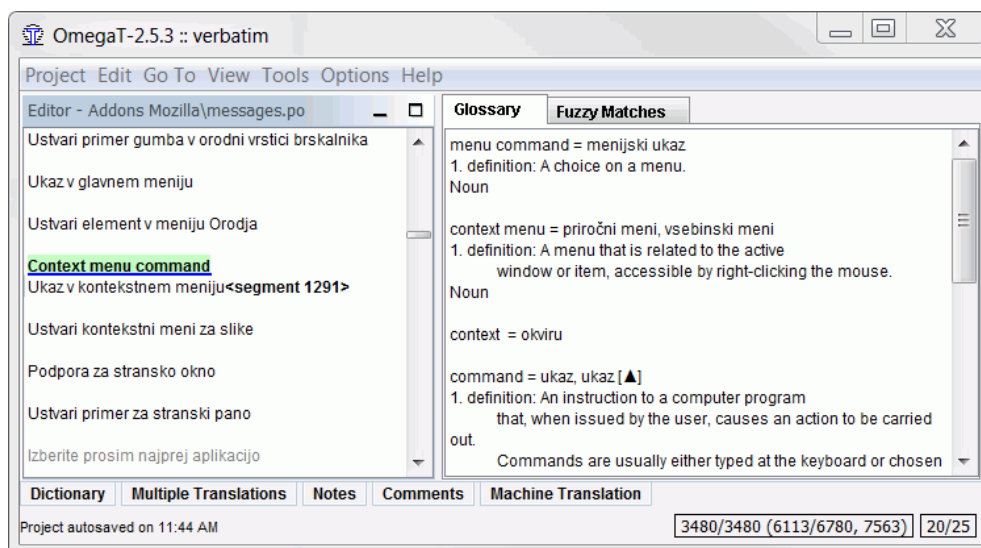 OmegaT-2.5.3 :: verbatim
Project Edit Go To View Tools Options Help
Editor - Addons Mozilla\messages.po
Ustvari primer gumba v orodni vrstici brskalnika
Ukaz v glavnem meniju
Ustvari element v meniju Orodja
Context menu command
Ukaz v kontekstnem meniju<segment 1291>
Ustvari kontekstni meni za slike
Podpora za stransko okno
Ustvari primer za stranski pano
Izberite prosim najprej aplikacijo
Glossary
Fuzzy Matches
menu command = menijski ukaz
1. definition: A choice on a menu.
Noun
context menu = priročni meni, vsebinski meni
1. definition: A menu that is related to the active
window or item, accessible by right-clicking the mouse.
Noun
context = okviru
command = ukaz, ukaz [▲]
1. definition: An instruction to a computer program
that, when issued by the user, causes an action to be carried
out.
Commands are usually either typed at the keyboard or chosen
Dictionary Multiple Translations Notes Comments Machine Translation
Project autosaved on 11:44 AM
3480/3480 (6113/6780, 7563) 20/25